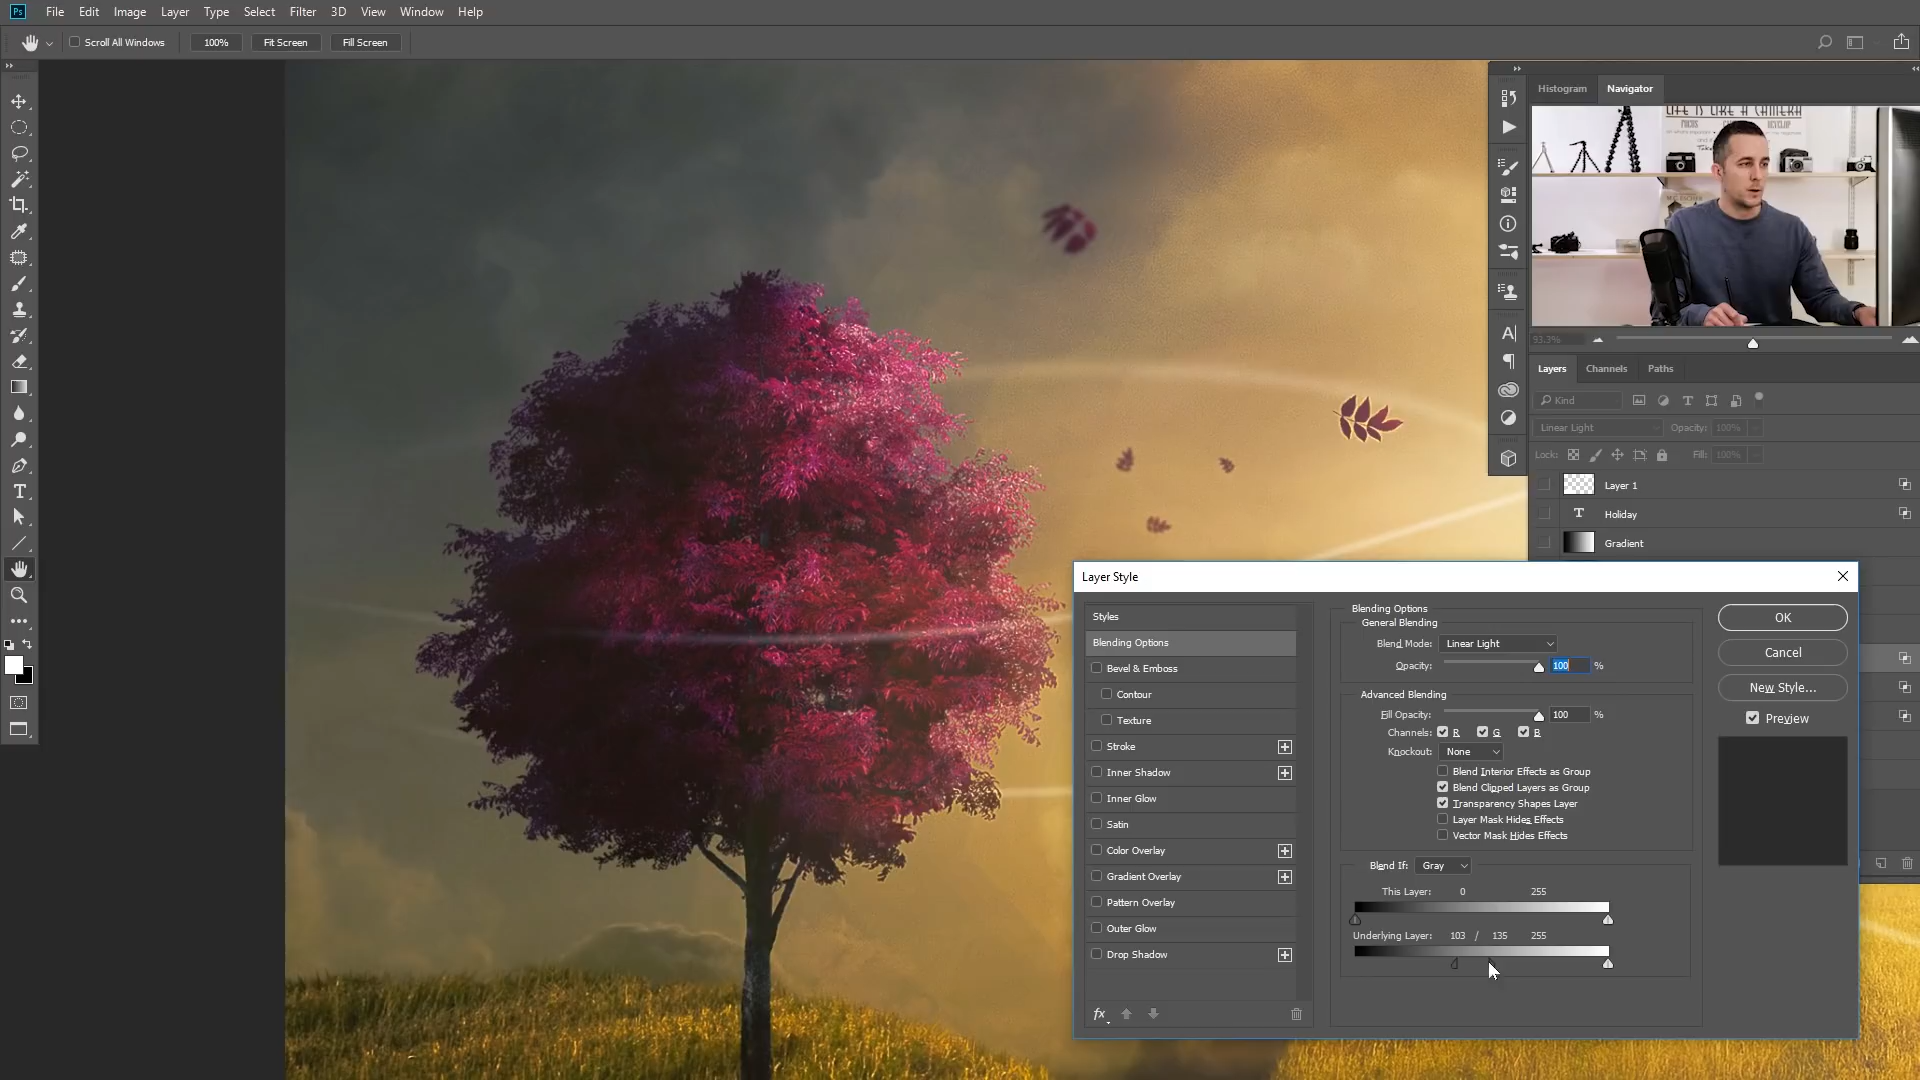 Ps File Edit Image Layer Type Select Filter 3D View Window Help
Scroll All Windows 100% Fit Screen Fill Screen
Histogram Navigator
LIFE IS LIKE A CAMERA
FOCUS
DEVELOP
93.3%
Layers Channels Paths
Kind
Linear Light Opacity: 100%
Lock: Fill: 100%
Layer 1
T Holiday
Gradient
Layer Style
Styles
Blending Options
Bevel & Emboss
Contour
Texture
Stroke
Inner Shadow
Inner Glow
Satin
Color Overlay
Gradient Overlay
Pattern Overlay
Outer Glow
Drop Shadow
fx
Blending Options
General Blending
Blend Mode: Linear Light
Opacity: 100 %
Advanced Blending
Fill Opacity: 100 %
Channels: R G B
Knockout: None
Blend Interior Effects as Group
Blend Clipped Layers as Group
Transparency Shapes Layer
Layer Mask Hides Effects
Vector Mask Hides Effects
Blend If: Gray
This Layer: 0 255
Underlying Layer: 103 / 135 255
OK
Cancel
New Style...
Preview